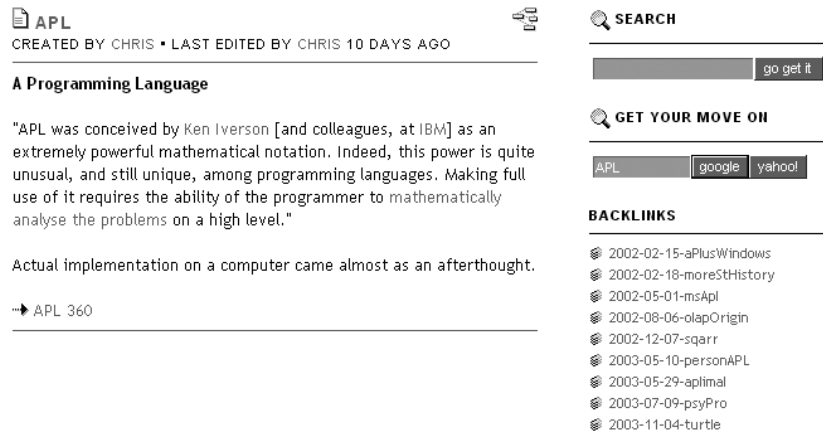 APL
CREATED BY CHRIS • LAST EDITED BY CHRIS 10 DAYS AGO
A Programming Language
"APL was conceived by Ken Iverson [and colleagues, at IBM] as an
extremely powerful mathematical notation. Indeed, this power is quite
unusual, and still unique, among programming languages. Making full
use of it requires the ability of the programmer to mathematically
analyse the problems on a high level."
Actual implementation on a computer came almost as an afterthought.
APL 360
SEARCH
go get it
GET YOUR MOVE ON
APL google yahoo!
BACKLINKS
2002-02-15-aPlusWindows
2002-02-18-moreStHistory
2002-05-01-msApl
2002-08-06-olapOrigin
2002-12-07-sqarr
2003-05-10-personAPL
2003-05-29-aplimal
2003-07-09-psyPro
2003-11-04-turtle